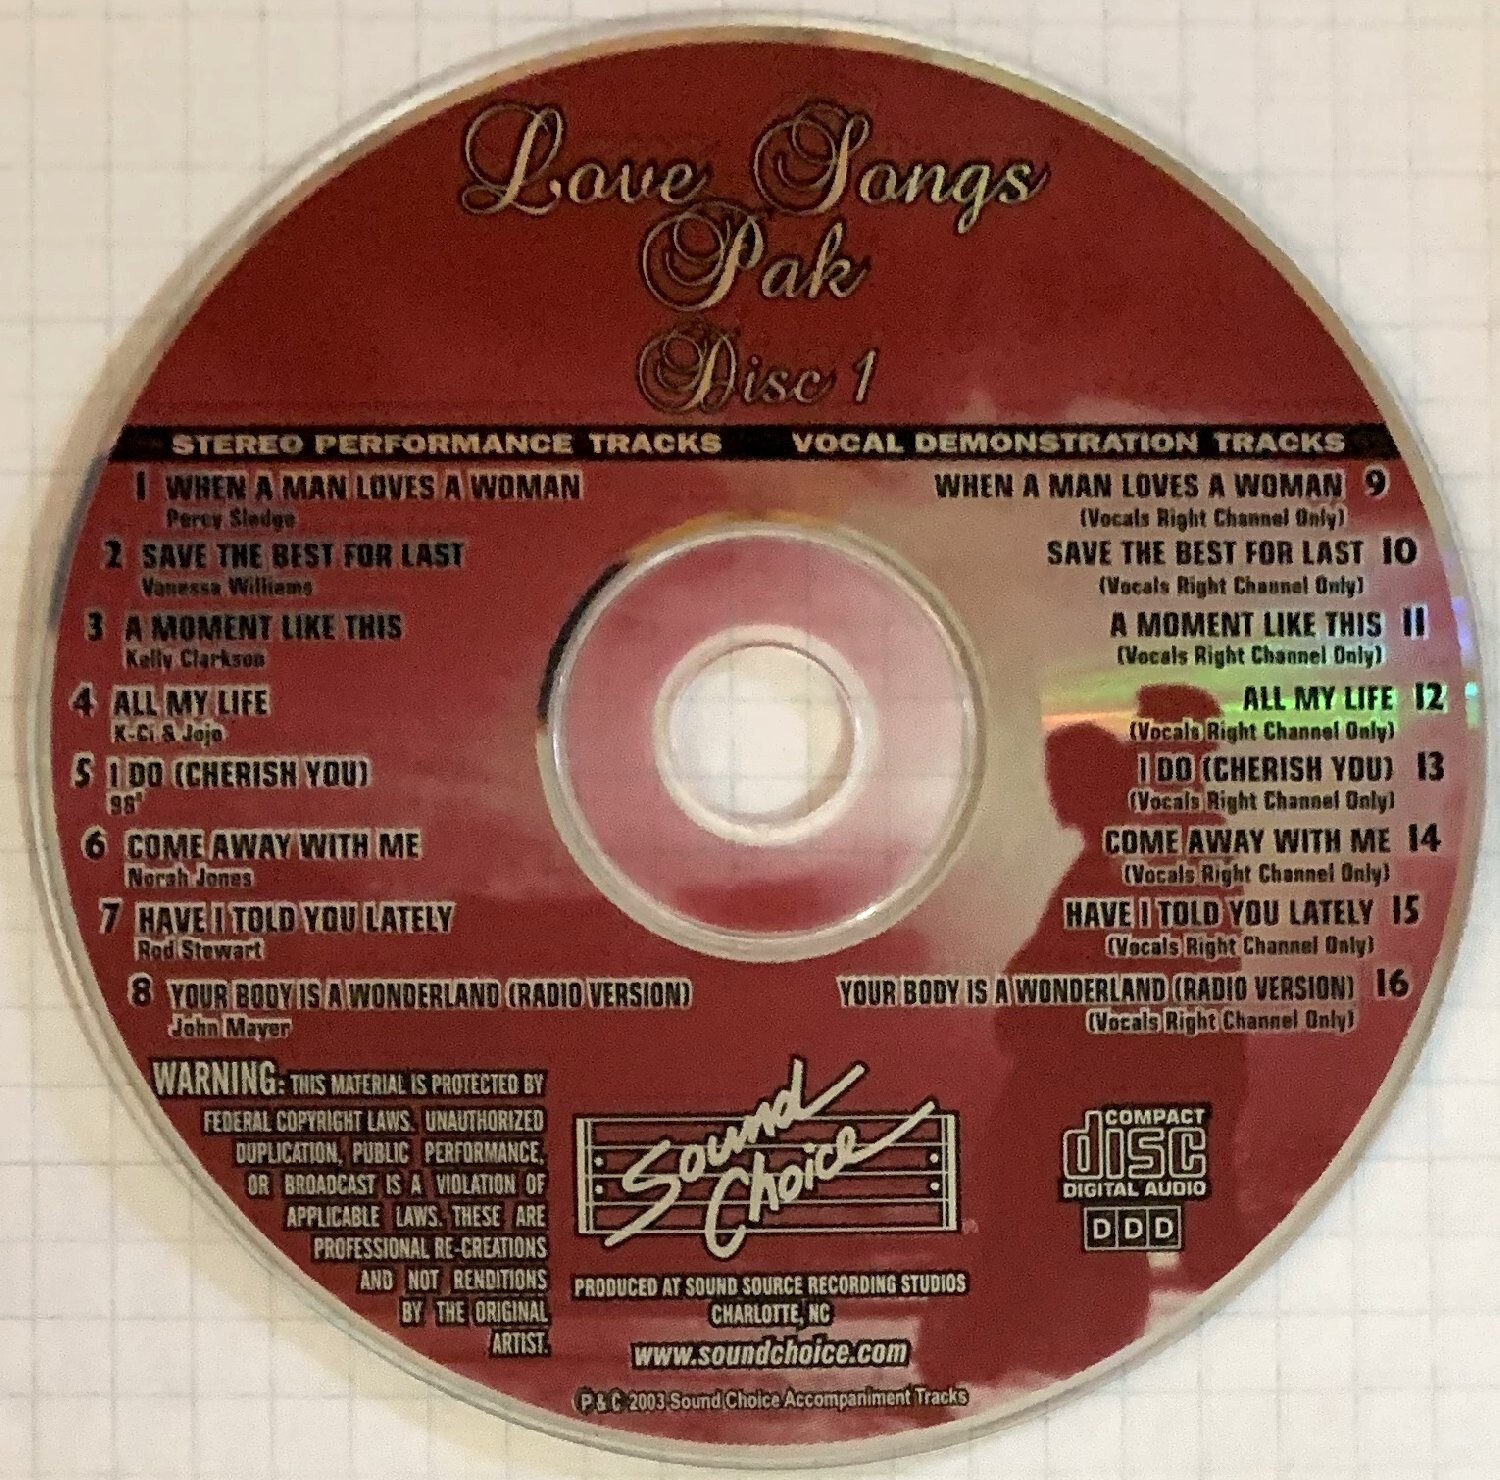 Love Songs
Pak
Disc 1
STEREO PERFORMANCE TRACKS
1 WHEN A MAN LOVES A WOMAN
Percy Sledge
2 SAVE THE BEST FOR LAST
Vanessa Williams
3 A MOMENT LIKE THIS
Kelly Clarkson
4 ALL MY LIFE
K-Ci & Jojo
5 I DO (CHERISH YOU)
98°
6 COME AWAY WITH ME
Norah Jones
7 HAVE I TOLD YOU LATELY
Rod Stewart
8 YOUR BODY IS A WONDERLAND (RADIO VERSION)
John Mayer
VOCAL DEMONSTRATION TRACKS
WHEN A MAN LOVES A WOMAN 9
(Vocals Right Channel Only)
SAVE THE BEST FOR LAST 10
(Vocals Right Channel Only)
A MOMENT LIKE THIS 11
(Vocals Right Channel Only)
ALL MY LIFE 12
(Vocals Right Channel Only)
I DO (CHERISH YOU) 13
(Vocals Right Channel Only)
COME AWAY WITH ME 14
(Vocals Right Channel Only)
HAVE I TOLD YOU LATELY 15
(Vocals Right Channel Only)
YOUR BODY IS A WONDERLAND (RADIO VERSION) 16
(Vocals Right Channel Only)
WARNING: THIS MATERIAL IS PROTECTED BY
FEDERAL COPYRIGHT LAWS. UNAUTHORIZED
DUPLICATION, PUBLIC PERFORMANCE,
OR BROADCAST IS A VIOLATION OF
APPLICABLE LAWS. THESE ARE
PROFESSIONAL RE-CREATIONS
AND NOT RENDITIONS
BY THE ORIGINAL
ARTIST.
Sound
Choice
PRODUCED AT SOUND SOURCE RECORDING STUDIOS
CHARLOTTE, NC
www.soundchoice.com
P & C 2003 Sound Choice Accompaniment Tracks
COMPACT
disc
DIGITAL AUDIO
DDD